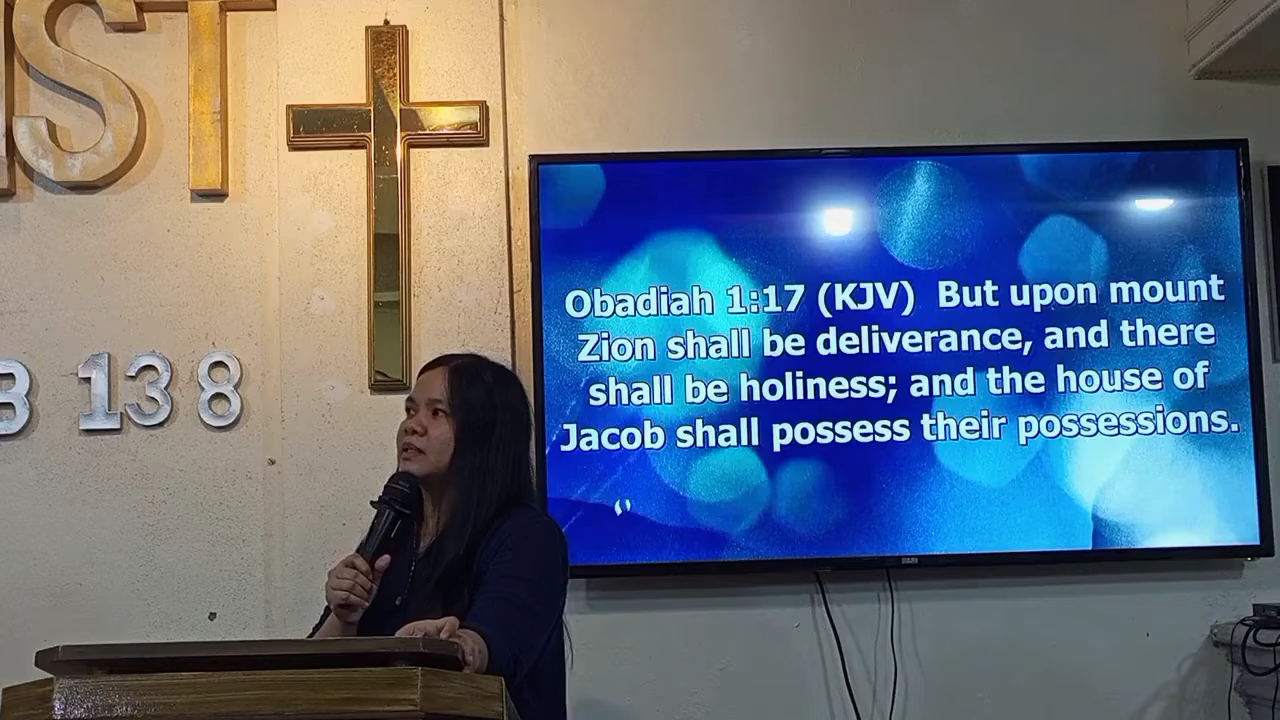 IST
B 138
Obadiah 1:17 (KJV) But upon mount
Zion shall be deliverance, and there
shall be holiness; and the house of
Jacob shall possess their possessions.